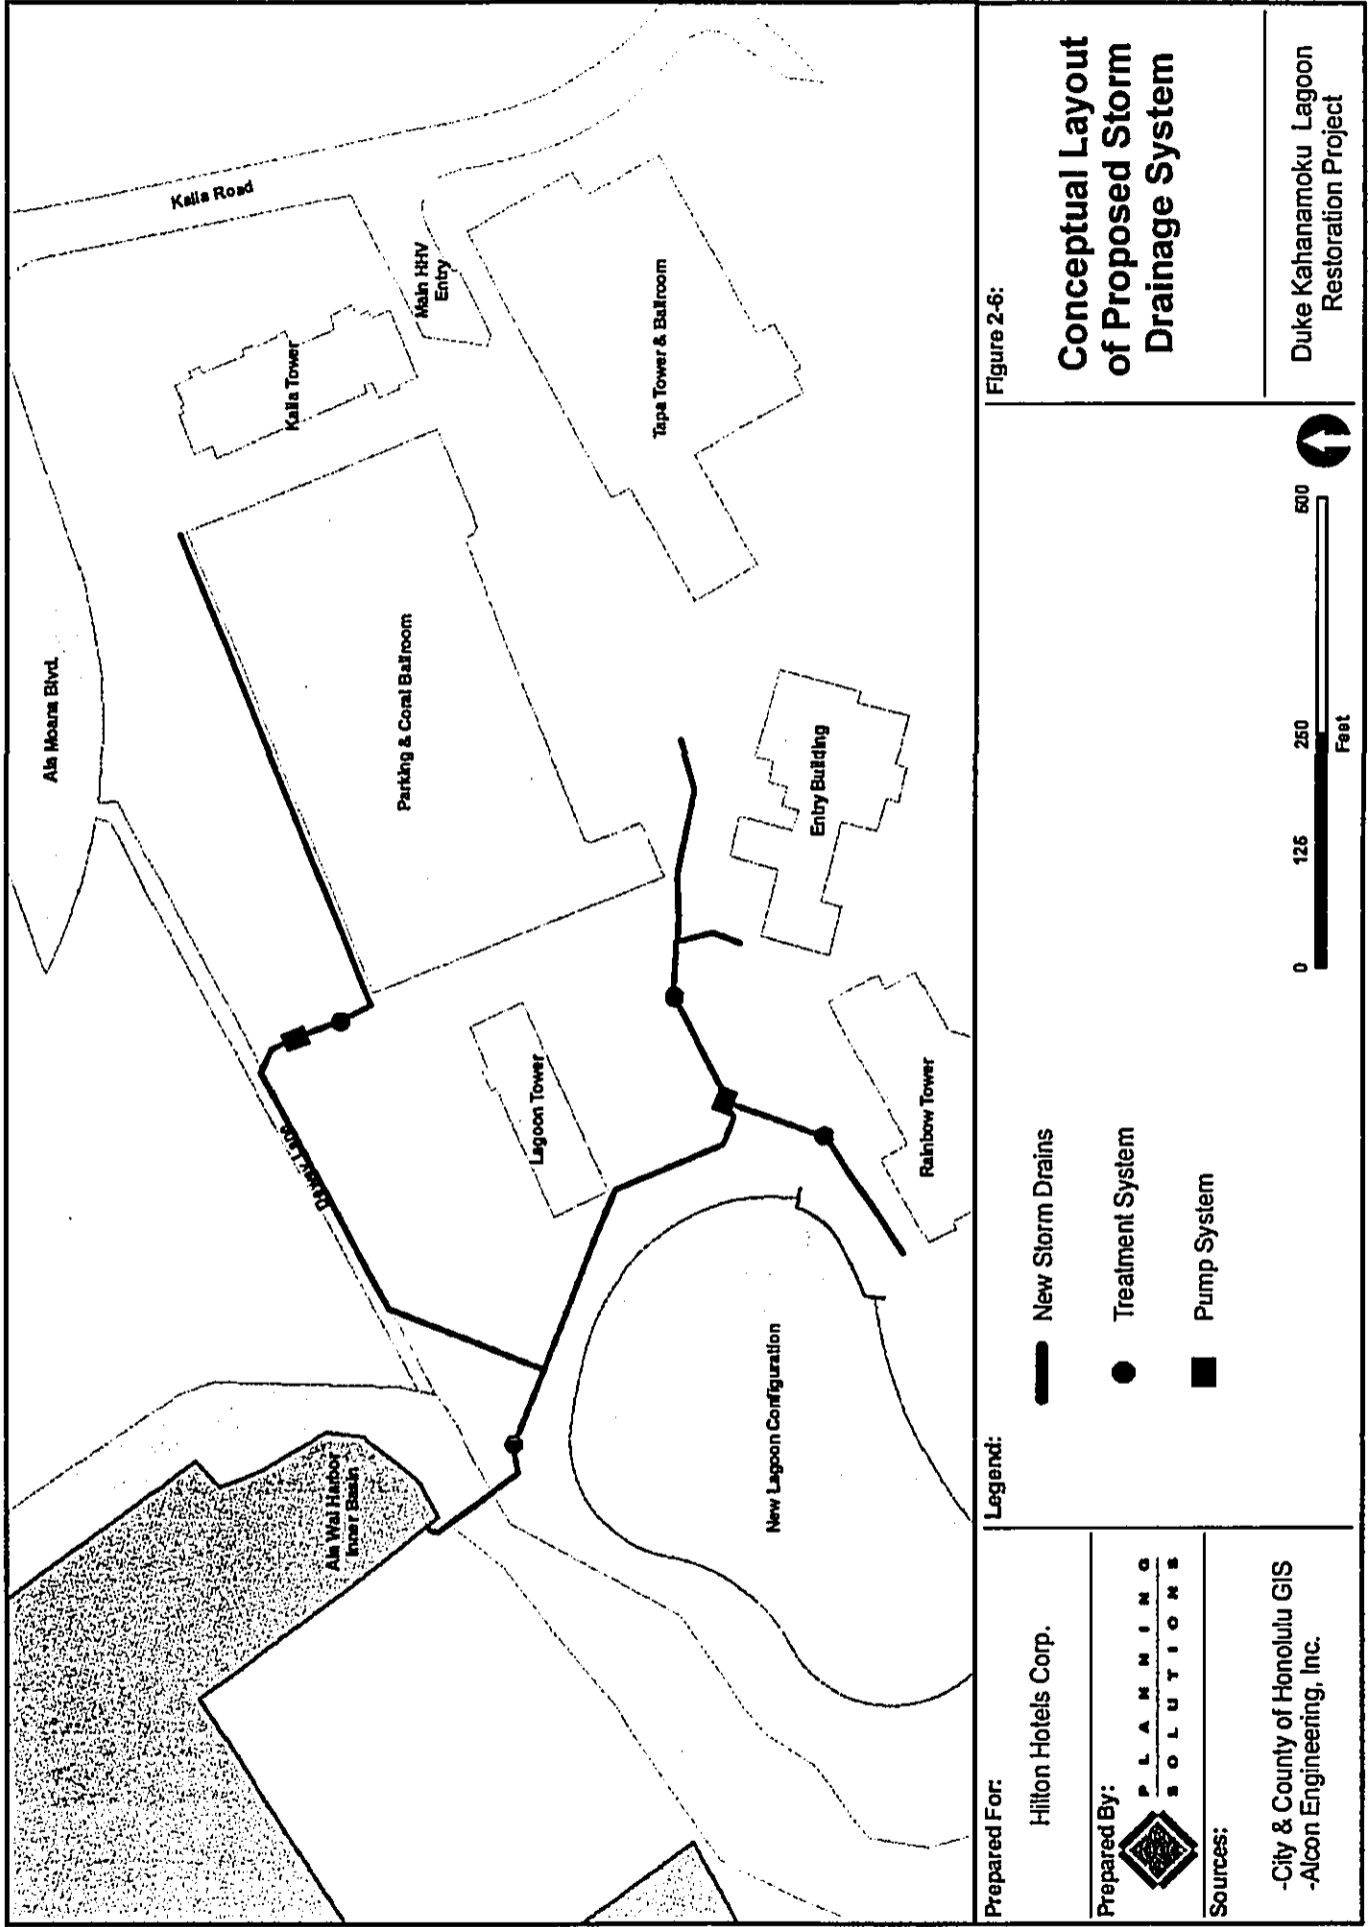 Ala Moana Blvd.
Kalia Road
Kalia Tower
Main HHV
Entry
Parking & Coral Ballroom
Tapa Tower & Ballroom
Dewey Lane
Lagoon Tower
Entry Building
Rainbow Tower
Ala Wai Harbor
Inner Basin
New Lagoon Configuration
Prepared For:
Hilton Hotels Corp.
Prepared By:
PLANNING
SOLUTIONS
Sources:
-City & County of Honolulu GIS
-Alcon Engineering, Inc.
Legend:
New Storm Drains
Treatment System
Pump System
0 125 250 500
Feet
Figure 2-6:
Conceptual Layout
of Proposed Storm
Drainage System
Duke Kahanamoku Lagoon
Restoration Project